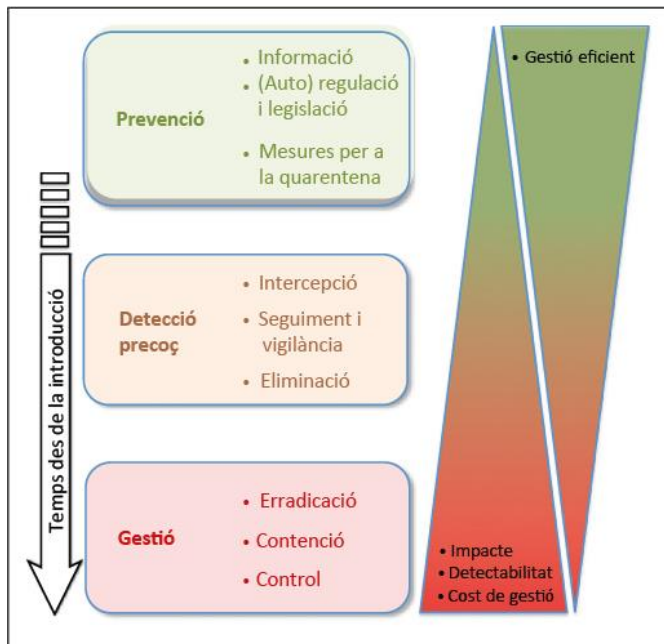 Prevenció
• Informació
• (Auto) regulació
i legislació
• Mesures per a
la quarentena
• Gestió eficient
Temps des de la introducció
Detecció
precoç
• Intercepció
• Seguiment i
vigilància
• Eliminació
Gestió
• Erradicació
• Contenció
• Control
• Impacte
• Detectabilitat
• Cost de gestió